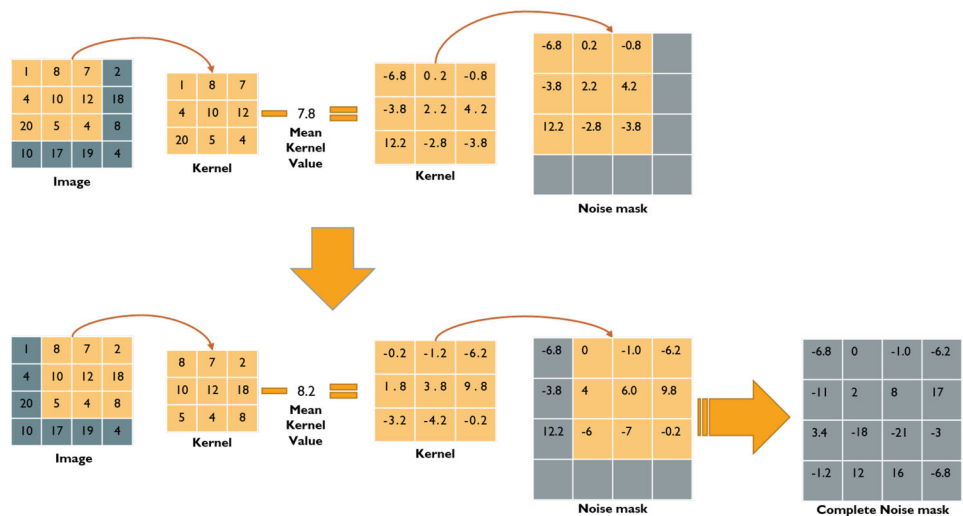 1 8 7 2
4 10 12 18
20 5 4 8
10 17 19 4
Image
1 8 7
4 10 12
20 5 4
Kernel
7.8
Mean
Kernel
Value
-6.8 0.2 -0.8
-3.8 2.2 4.2
12.2 -2.8 -3.8
Kernel
-6.8 0.2 -0.8
-3.8 2.2 4.2
12.2 -2.8 -3.8
Noise mask
1 8 7 2
4 10 12 18
20 5 4 8
10 17 19 4
Image
8 7 2
10 12 18
5 4 8
Kernel
8.2
Mean
Kernel
Value
-0.2 -1.2 -6.2
1.8 3.8 9.8
-3.2 -4.2 -0.2
Kernel
-6.8 0 -1.0 -6.2
-3.8 4 6.0 9.8
12.2 -6 -7 -0.2
Noise mask
-6.8 0 -1.0 -6.2
-11 2 8 17
3.4 -18 -21 -3
-1.2 12 16 -6.8
Complete Noise mask